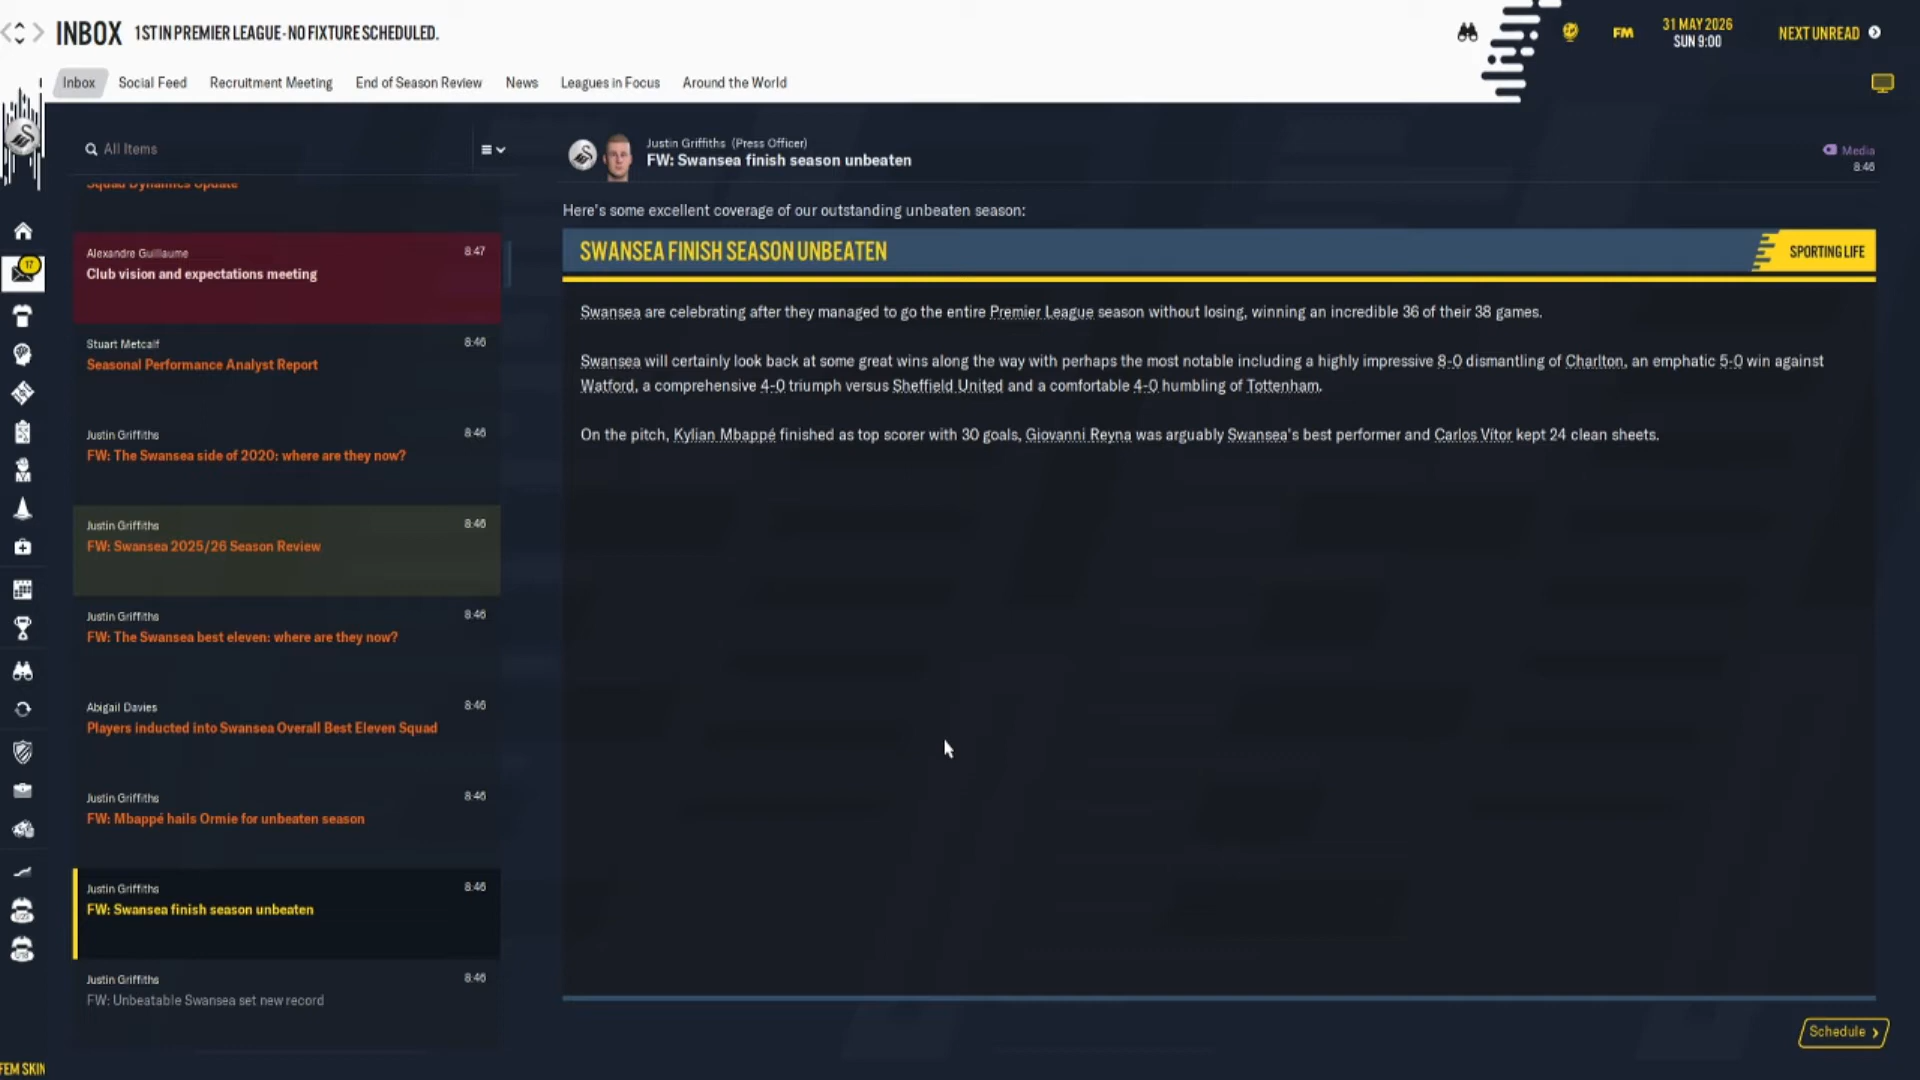 INBOX 1ST IN PREMIER LEAGUE - NO FIXTURE SCHEDULED.
FM
31 MAY 2026
SUN 9:00
NEXT UNREAD
Inbox Social Feed Recruitment Meeting End of Season Review News Leagues in Focus Around the World
All Items
Squad Dynamics Update
17
Alexandre Guillaume 8:47
Club vision and expectations meeting
Stuart Metcalf 8:46
Seasonal Performance Analyst Report
Justin Griffiths 8:46
FW: The Swansea side of 2020: where are they now?
Justin Griffiths 8:46
FW: Swansea 2025/26 Season Review
Justin Griffiths 8:46
FW: The Swansea best eleven: where are they now?
Abigail Davies 8:46
Players inducted into Swansea Overall Best Eleven Squad
Justin Griffiths 8:46
FW: Mbappé hails Ormie for unbeaten season
Justin Griffiths 8:46
FW: Swansea finish season unbeaten
Justin Griffiths 8:46
FW: Unbeatable Swansea set new record
Justin Griffiths (Press Officer)
FW: Swansea finish season unbeaten
Media
8:46
Here's some excellent coverage of our outstanding unbeaten season:
SWANSEA FINISH SEASON UNBEATEN
SPORTING LIFE
Swansea are celebrating after they managed to go the entire Premier League season without losing, winning an incredible 36 of their 38 games.
Swansea will certainly look back at some great wins along the way with perhaps the most notable including a highly impressive 8-0 dismantling of Charlton, an emphatic 5-0 win against
Watford, a comprehensive 4-0 triumph versus Sheffield United and a comfortable 4-0 humbling of Tottenham.
On the pitch, Kylian Mbappé finished as top scorer with 30 goals, Giovanni Reyna was arguably Swansea's best performer and Carlos Vítor kept 24 clean sheets.
Schedule
FEM SKIN